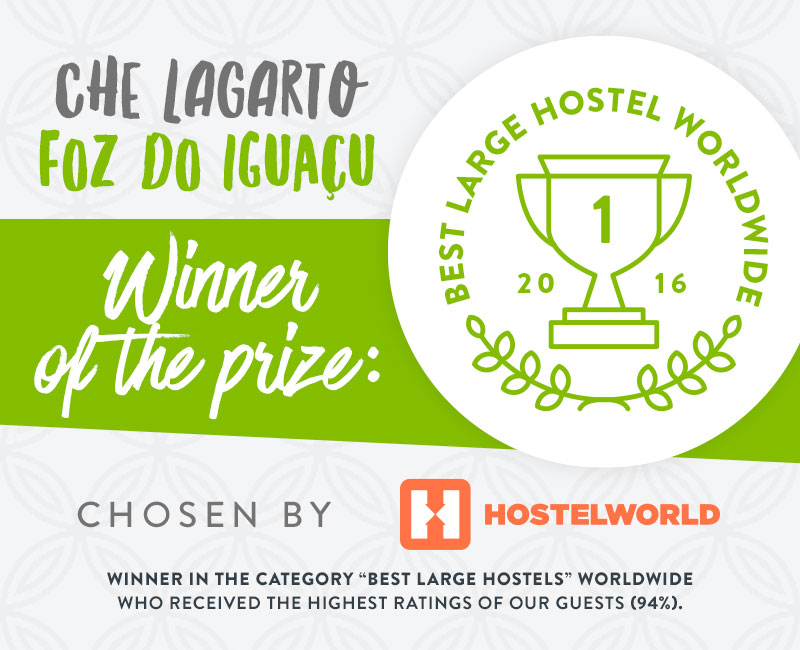 CHE LAGARTO
FOZ DO IGUAÇU
BEST LARGE HOSTEL WORLDWIDE
1
20 16
Winner
of the prize:
CHOSEN BY
H HOSTELWORLD
WINNER IN THE CATEGORY “BEST LARGE HOSTELS” WORLDWIDE
WHO RECEIVED THE HIGHEST RATINGS OF OUR GUESTS (94%).